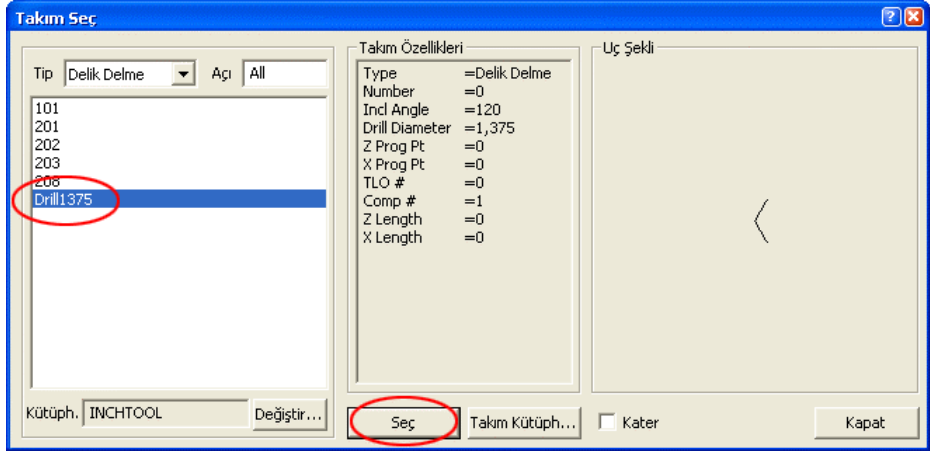 Takım Seç
Tip Delik Delme Açı All
101
201
202
203
208
Drill1375
Kütüph. INCHTOOL Değiştir...
Takım Özellikleri
Type =Delik Delme
Number =0
Incl Angle =120
Drill Diameter =1,375
Z Prog Pt =0
X Prog Pt =0
TLO # =0
Comp # =1
Z Length =0
X Length =0
Uç Şekli
Seç Takım Kütüph... Kater Kapat